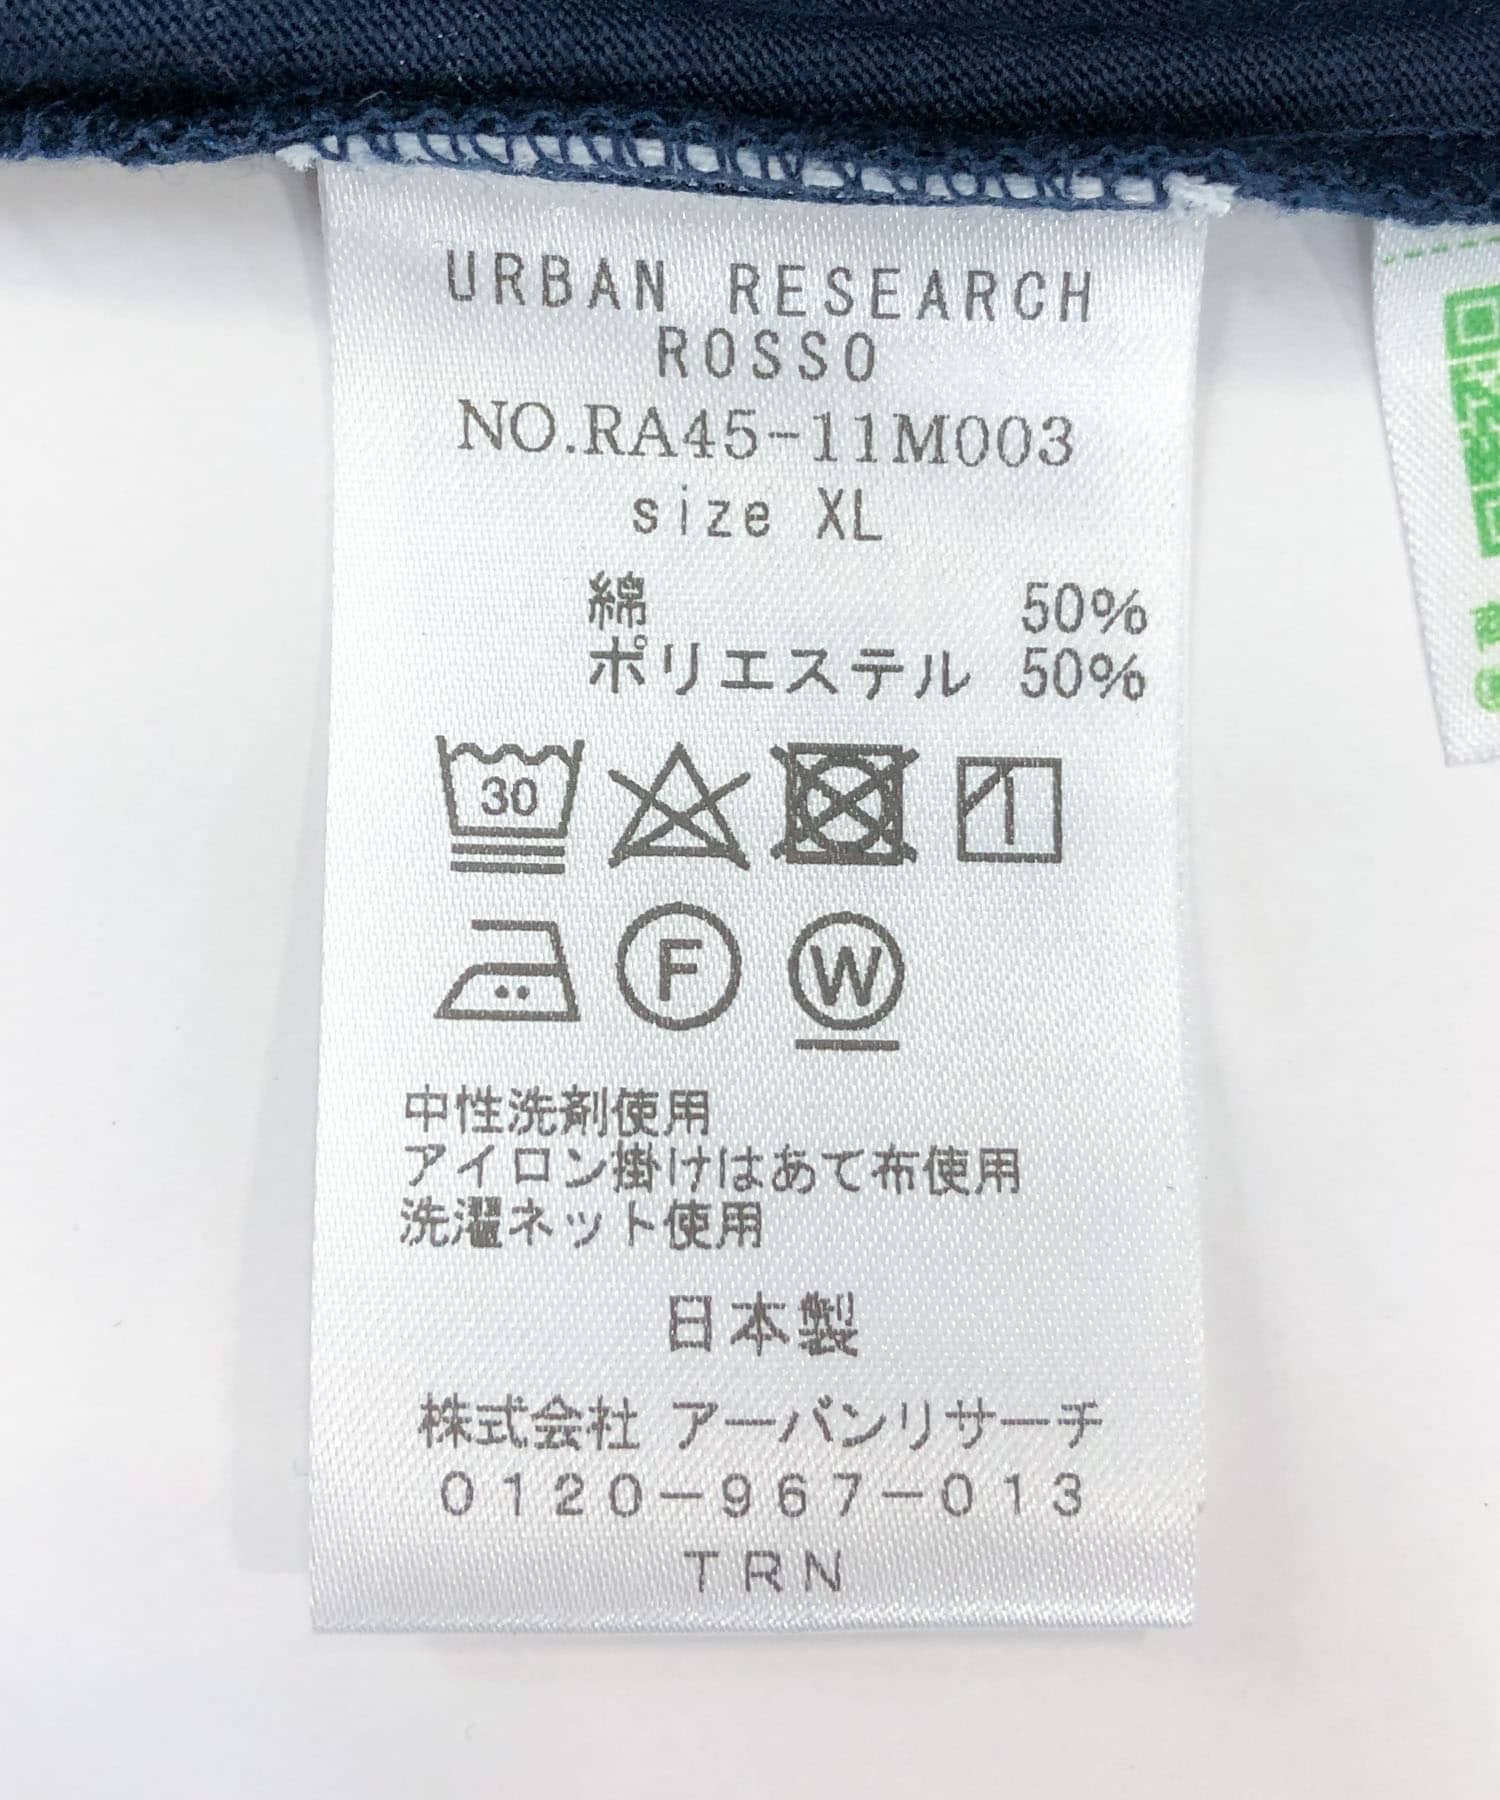 URBAN RESEARCH
ROSSO
NO.RA45-11M003
size XL
綿 50%
ポリエステル 50%
30
F W
中性洗剤使用
アイロン掛けはあて布使用
洗濯ネット使用
日本製
株式会社 アーバンリサーチ
0120-967-013
TRN